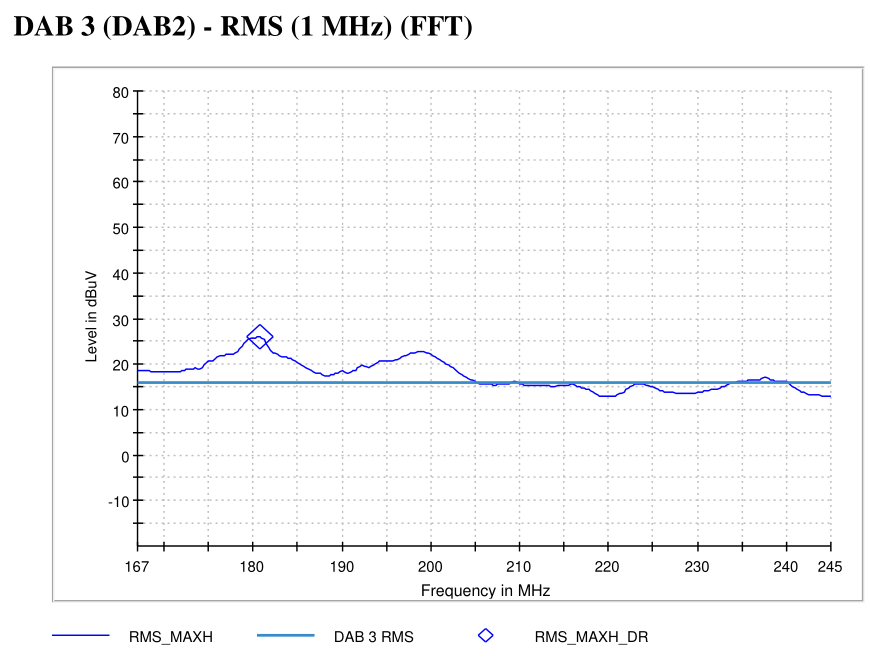 DAB 3 (DAB2) - RMS (1 MHz) (FFT)
80
70
60
50
40
30
20
10
0
-10
Level in dBuV
167 180 190 200 210 220 230 240 245
Frequency in MHz
RMS_MAXH DAB 3 RMS RMS_MAXH_DR